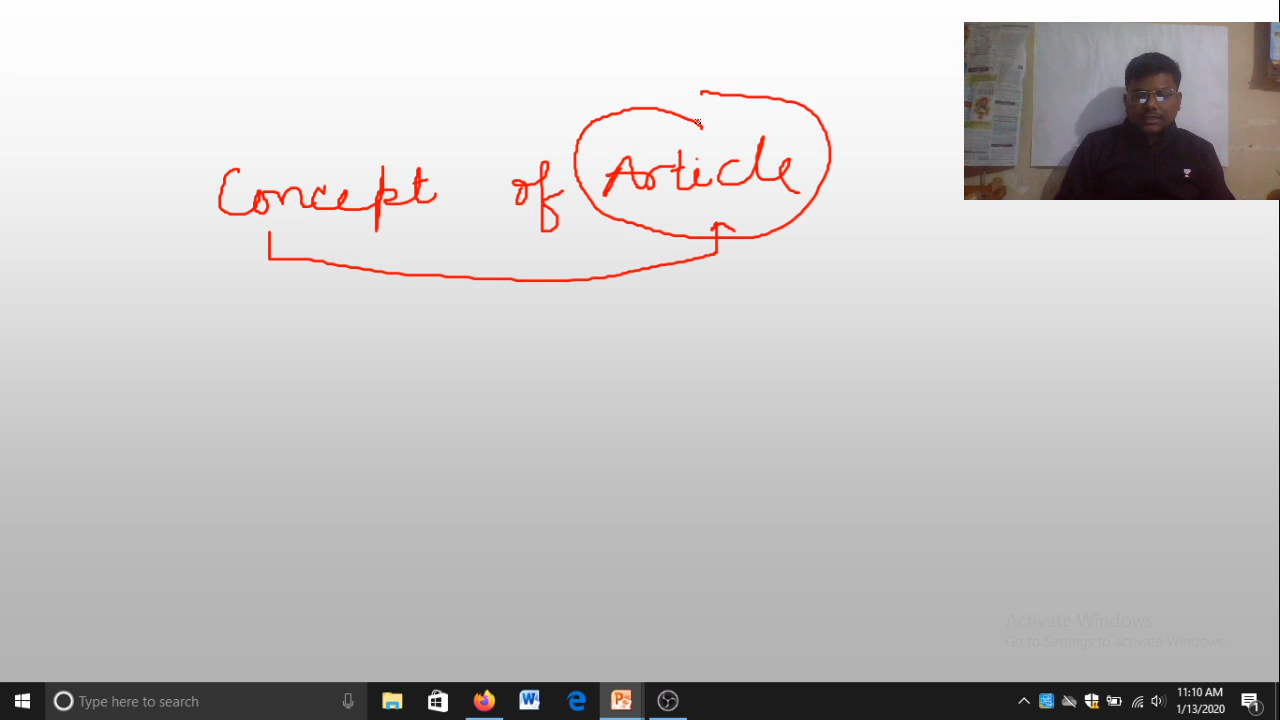 Concept of Article
Activate Windows
Go to Settings to activate Windows.
Type here to search
11:10 AM
1/13/2020